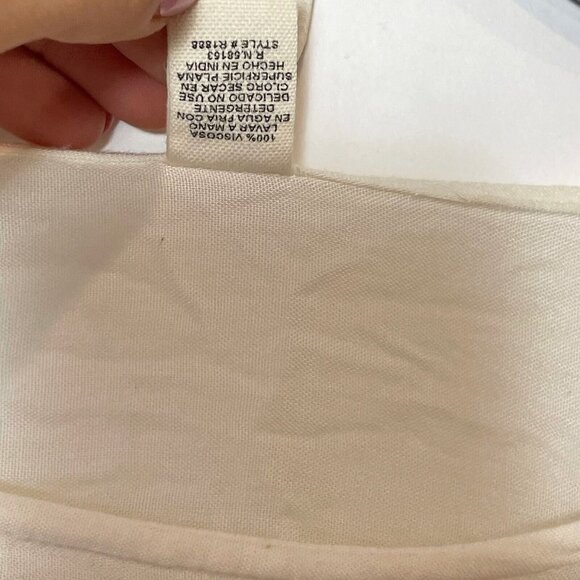 100% VISCOSA
LAVAR A MANO
EN AGUA FRIA CON
DETERGENTE
DELICADO NO USE
CLORO SECAR EN
SUPERFICIE PLANA
HECHO EN INDIA
R.N.58153
STYLE # R1888